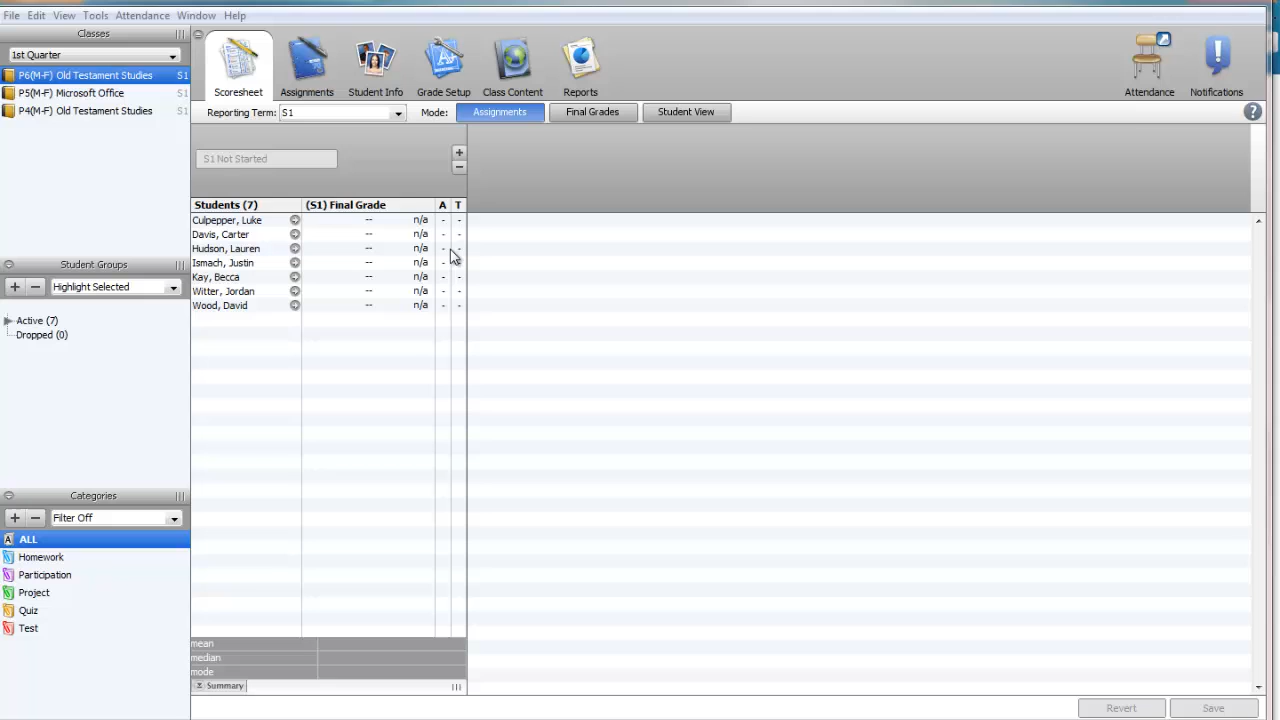 File Edit View Tools Attendance Window Help
Classes
1st Quarter
P6(M-F) Old Testament Studies S1
P5(M-F) Microsoft Office S1
P4(M-F) Old Testament Studies S1
Scoresheet
Assignments
Student Info
Grade Setup
Class Content
Reports
Attendance
Notifications
Reporting Term: S1 Mode: Assignments Final Grades Student View ?
S1 Not Started
+
−
Students (7) (S1) Final Grade A T
Culpepper, Luke -- n/a - -
Davis, Carter -- n/a - -
Hudson, Lauren -- n/a - -
Ismach, Justin -- n/a - -
Kay, Becca -- n/a - -
Witter, Jordan -- n/a - -
Wood, David -- n/a - -
mean
median
mode
Summary
Student Groups
+ − Highlight Selected
Active (7)
Dropped (0)
Categories
+ − Filter Off
A ALL
Homework
Participation
Project
Quiz
Test
Revert Save